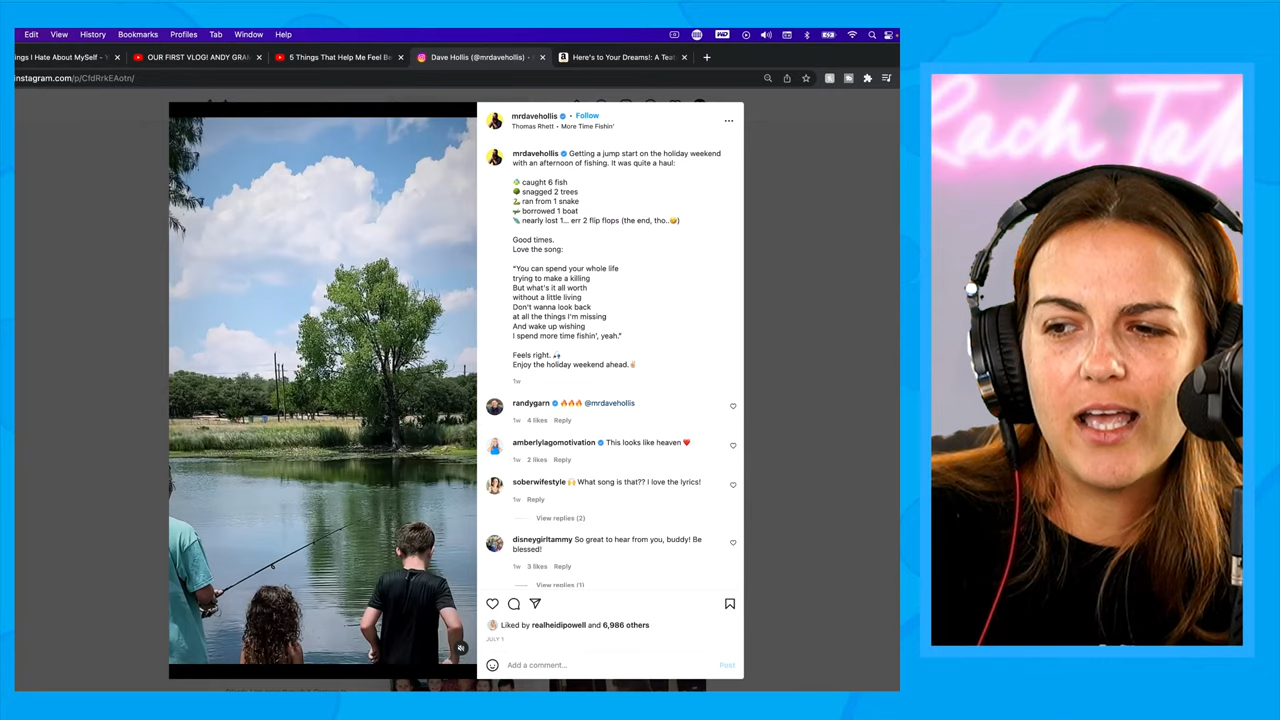 Edit View History Bookmarks Profiles Tab Window Help
ings I Hate About MySelf - Y
OUR FIRST VLOG! ANDY GRAN
5 Things That Help Me Feel Be
Dave Hollis (@mrdavehollis) •
Here's to Your Dreams!: A Tea
instagram.com/p/CfdRrkEAotn/
Rach Talk
mrdavehollis • Follow
Thomas Rhett • More Time Fishin'
mrdavehollis Getting a jump start on the holiday weekend
with an afternoon of fishing. It was quite a haul:
caught 6 fish
snagged 2 trees
ran from 1 snake
borrowed 1 boat
nearly lost 1... err 2 flip flops (the end, tho..🤣)
Good times.
Love the song:
"You can spend your whole life
trying to make a killing
But what's it all worth
without a little living
Don't wanna look back
at all the things I'm missing
And wake up wishing
I spend more time fishin', yeah."
Feels right. 🎣
Enjoy the holiday weekend ahead.✌🏼
1w
randygarn 🔥🔥🔥 @mrdavehollis
1w 4 likes Reply
amberlylagomotivation This looks like heaven ❤️
1w 2 likes Reply
soberwifestyle 🙌 What song is that?? I love the lyrics!
1w Reply
View replies (2)
disneygirltammy So great to hear from you, buddy! Be
blessed!
1w 3 likes Reply
View replies (1)
Liked by realheidipowell and 6,986 others
JULY 1
Add a comment...
Post